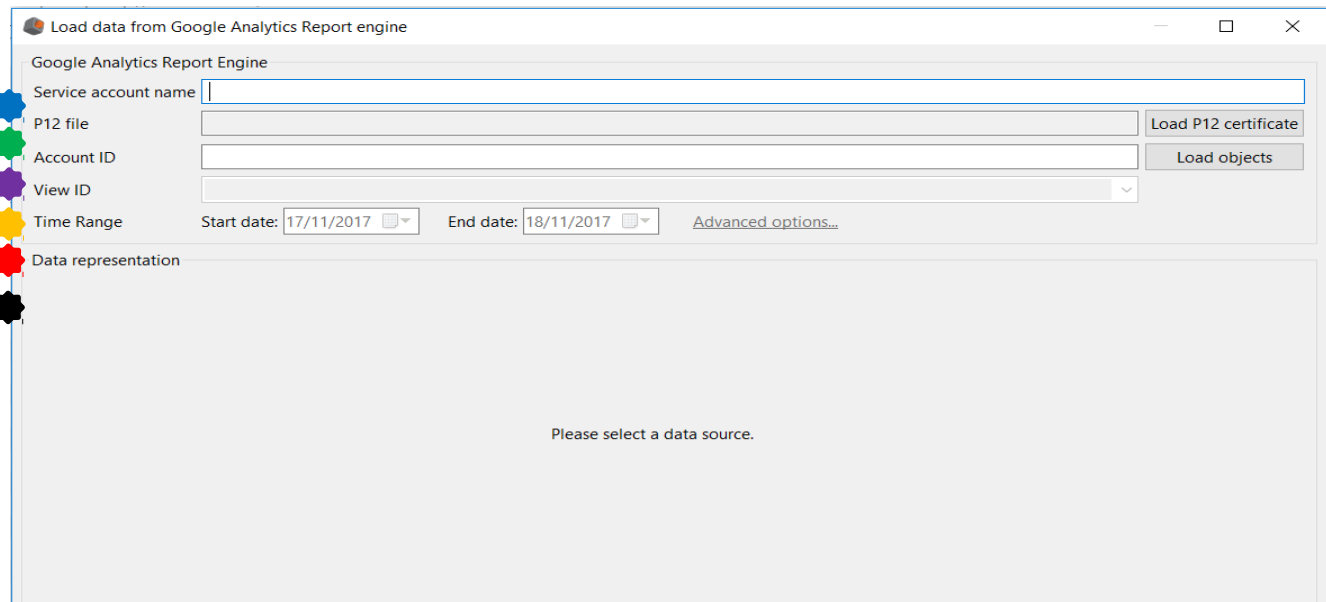 Load data from Google Analytics Report engine
Google Analytics Report Engine
Service account name
P12 file Load P12 certificate
Account ID Load objects
View ID
Time Range Start date: 17/11/2017 End date: 18/11/2017 Advanced options...
Data representation
Please select a data source.